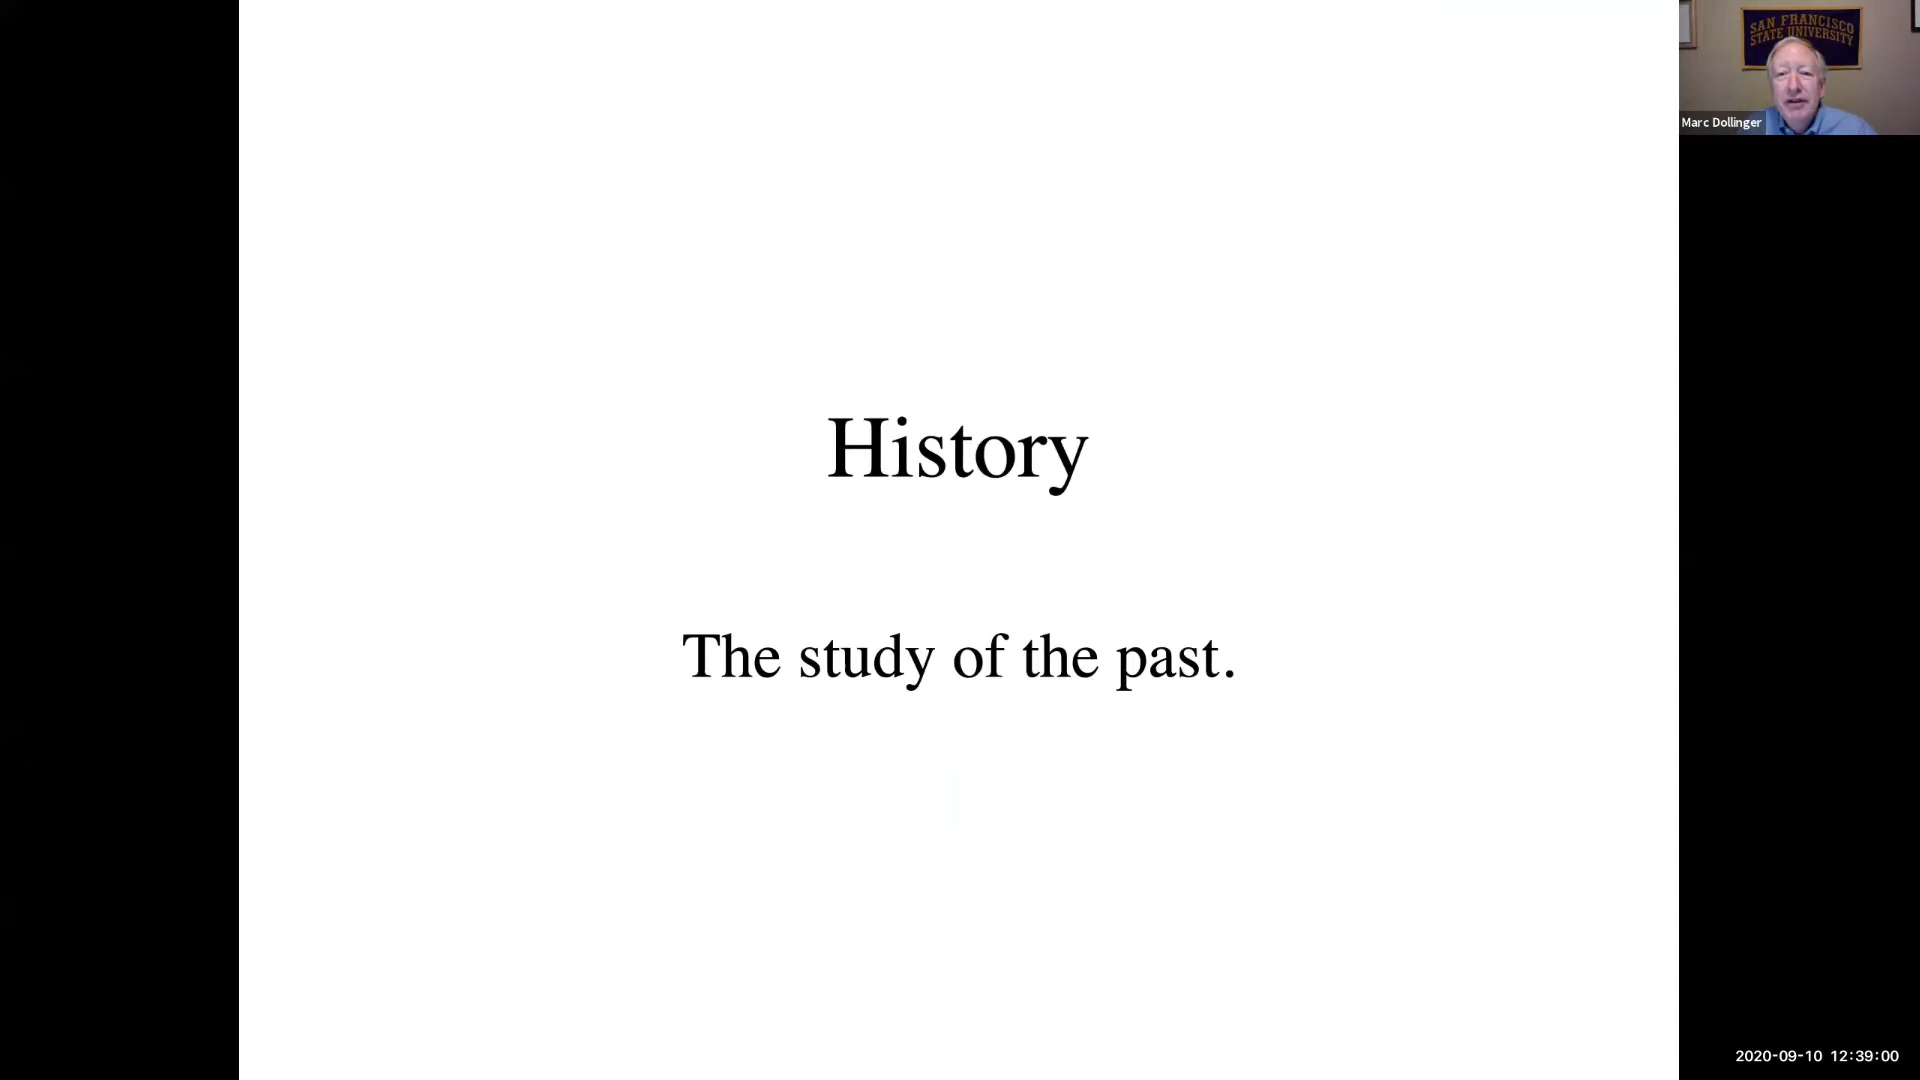 SAN FRANCISCO
STATE UNIVERSITY
Marc Dollinger
History
The study of the past.
2020-09-10 12:39:00